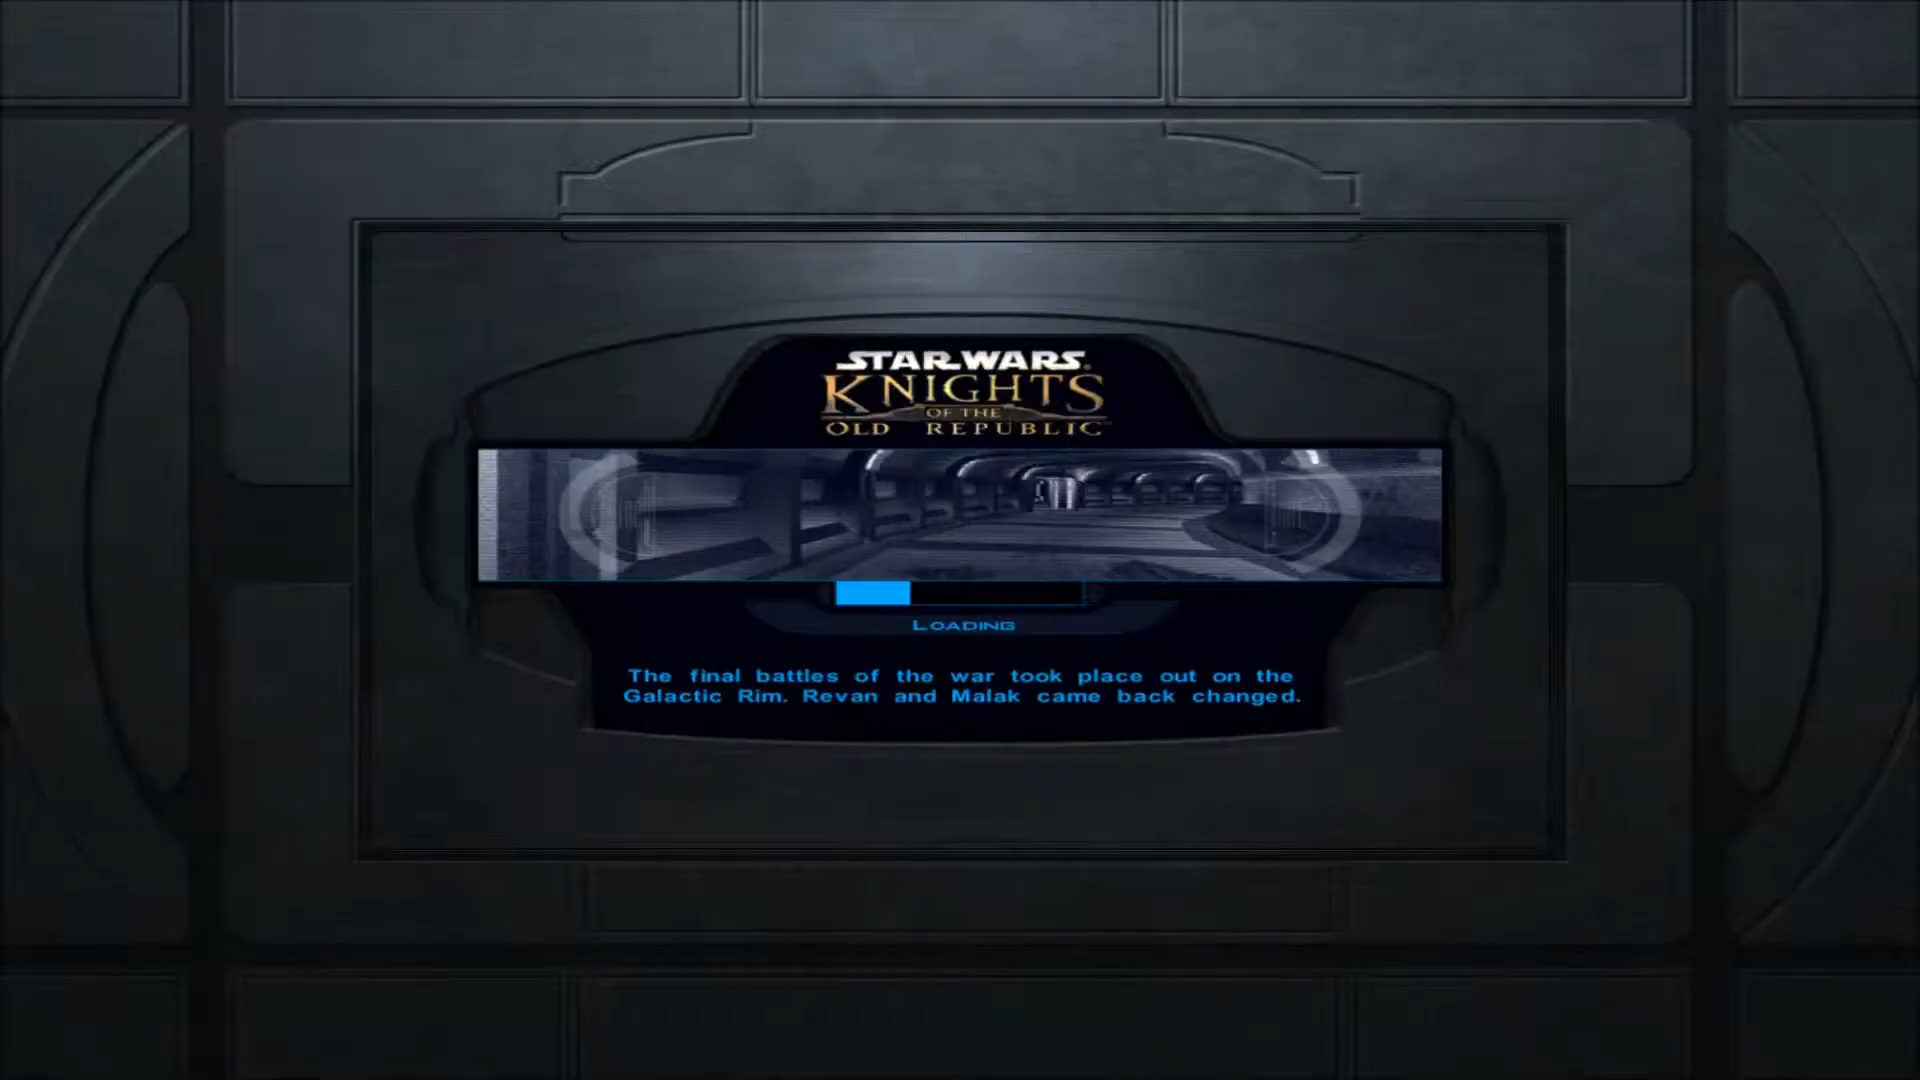 STAR WARS
KNIGHTS
OF THE
OLD REPUBLIC™
LOADING
The final battles of the war took place out on the
Galactic Rim. Revan and Malak came back changed.